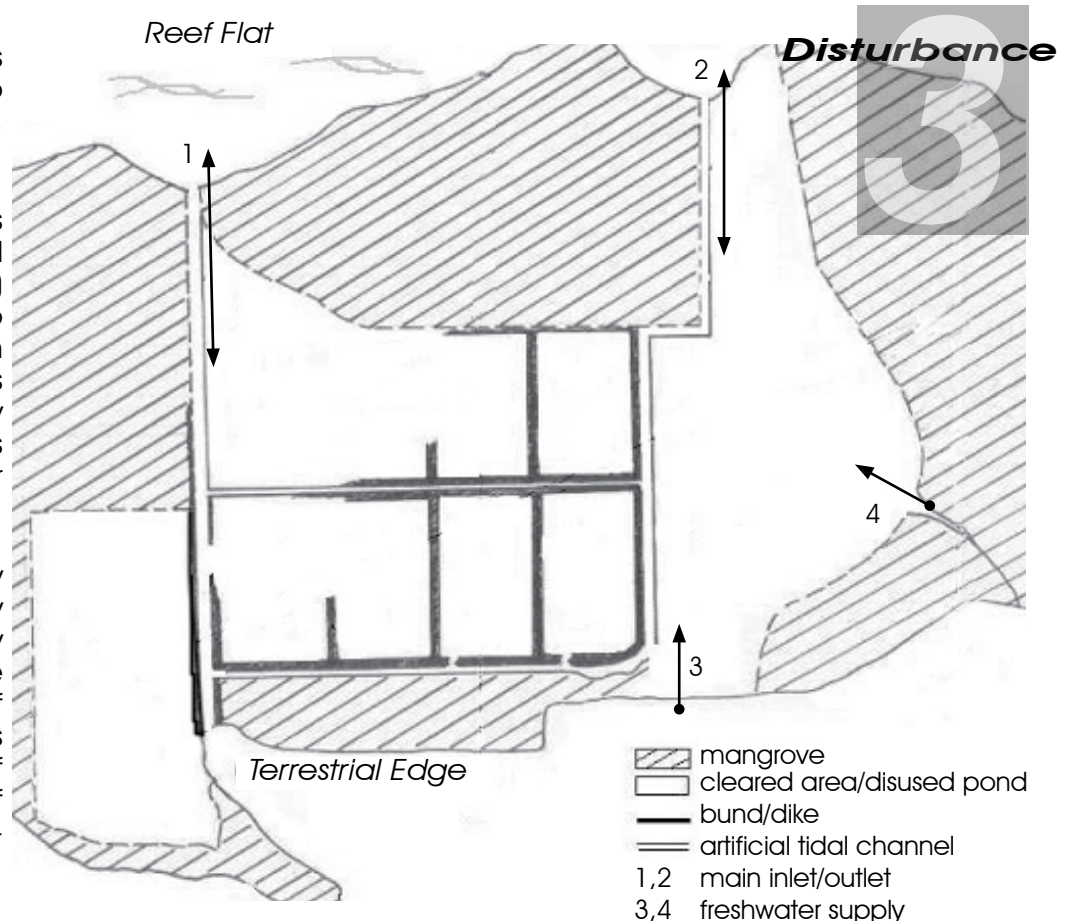 Reef Flat
Disturbance
3
2
1
4
3
Terrestrial Edge
mangrove
cleared area/disused pond
bund/dike
artificial tidal channel
1,2 main inlet/outlet
3,4 freshwater supply